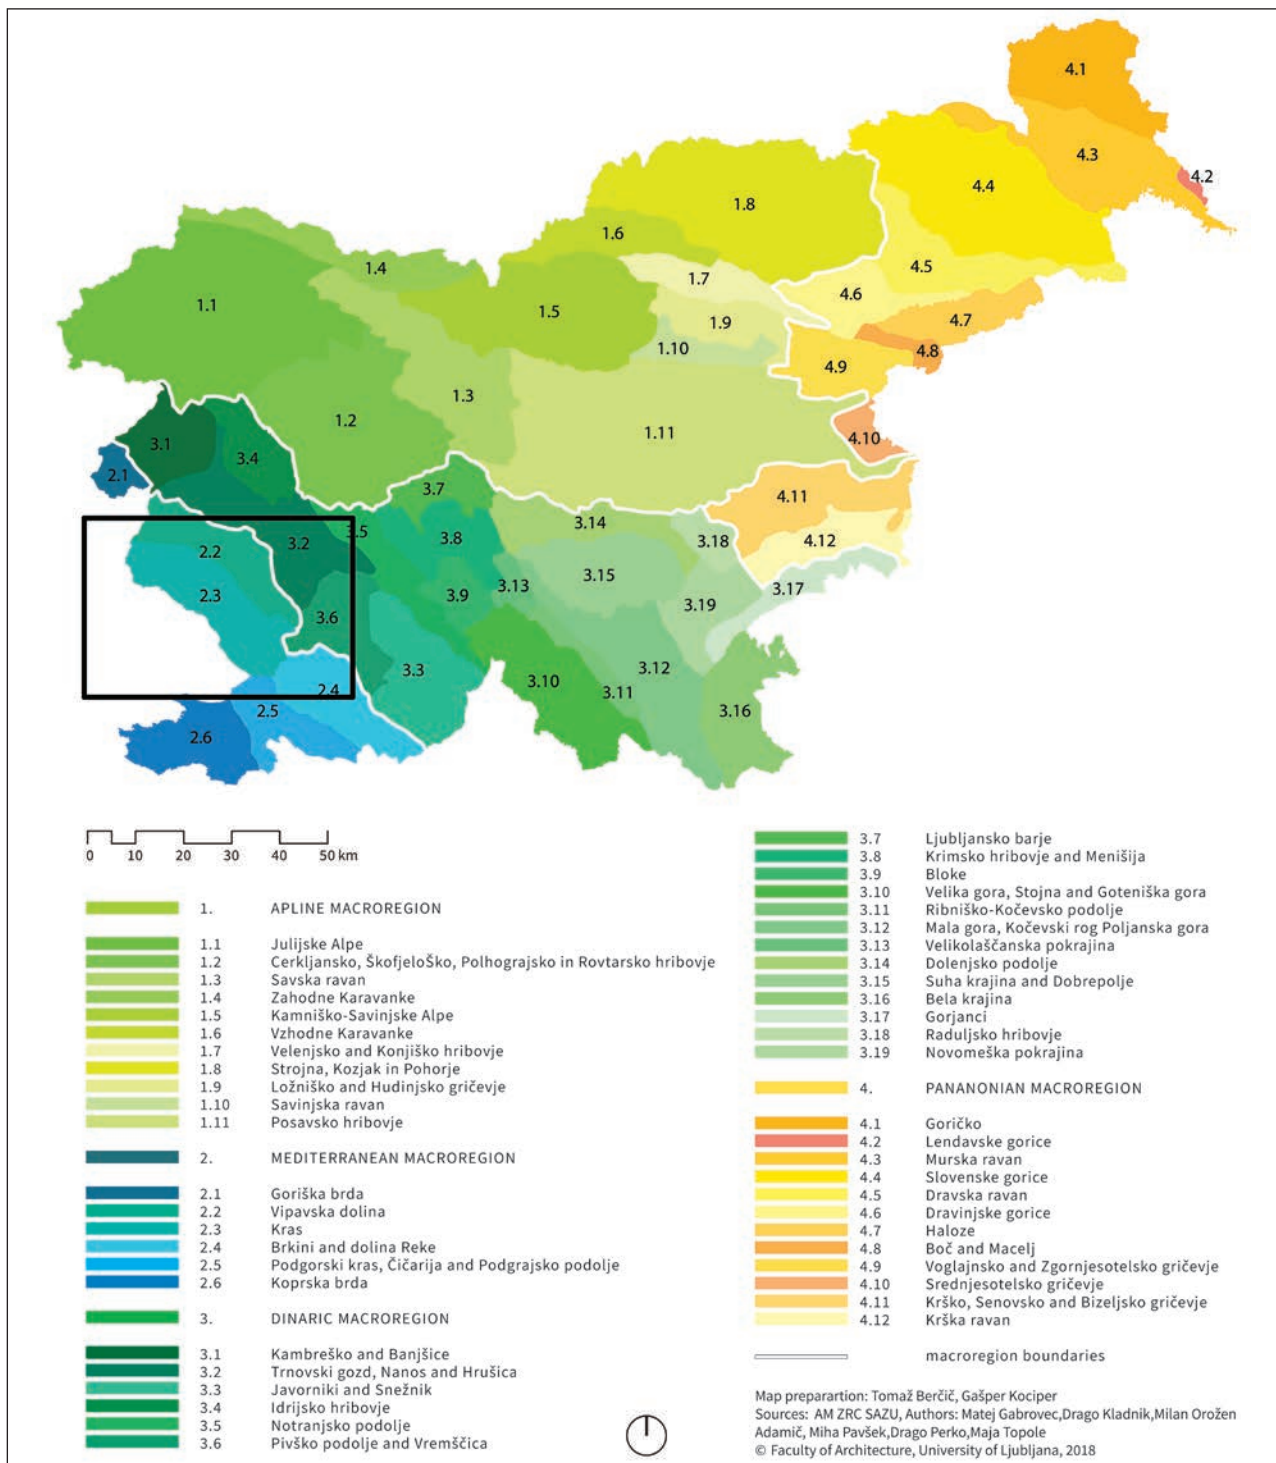 4.1
4.3
4.2
4.4
1.8
1.6
4.5
1.4
1.7
4.6
1.1
1.5
1.9
4.7
1.10
4.8
4.9
1.3
1.2
1.11
4.10
3.1
3.4
2.1
3.7
4.11
3.14
3.5
3.8
3.2
3.18
4.12
2.2
3.15
3.13
3.17
2.3
3.9
3.19
3.6
3.12
3.3
2.4
3.10
3.11
2.5
3.16
2.6
0 10 20 30 40 50 km
1. APLINE MACROREGION
1.1 Julijske Alpe
1.2 Cerkljansko, ŠkofjeloŠko, Polhograjsko in Rovtarsko hribovje
1.3 Savska ravan
1.4 Zahodne Karavanke
1.5 Kamniško-Savinjske Alpe
1.6 Vzhodne Karavanke
1.7 Velenjsko and Konjiško hribovje
1.8 Strojna, Kozjak in Pohorje
1.9 Ložniško and Hudinjsko gričevje
1.10 Savinjska ravan
1.11 Posavsko hribovje
2. MEDITERRANEAN MACROREGION
2.1 Goriška brda
2.2 Vipavska dolina
2.3 Kras
2.4 Brkini and dolina Reke
2.5 Podgorski kras, Čičarija and Podgrajsko podolje
2.6 Koprska brda
3. DINARIC MACROREGION
3.1 Kambreško and Banjšice
3.2 Trnovski gozd, Nanos and Hrušica
3.3 Javorniki and Snežnik
3.4 Idrijsko hribovje
3.5 Notranjsko podolje
3.6 Pivško podolje and Vremščica
3.7 Ljubljansko barje
3.8 Krimsko hribovje and Menišija
3.9 Bloke
3.10 Velika gora, Stojna and Goteniška gora
3.11 Ribniško-Kočevsko podolje
3.12 Mala gora, Kočevski rog Poljanska gora
3.13 Velikolaščanska pokrajina
3.14 Dolenjsko podolje
3.15 Suha krajina and Dobrepolje
3.16 Bela krajina
3.17 Gorjanci
3.18 Raduljsko hribovje
3.19 Novomeška pokrajina
4. PANANONIAN MACROREGION
4.1 Goričko
4.2 Lendavske gorice
4.3 Murska ravan
4.4 Slovenske gorice
4.5 Dravska ravan
4.6 Dravinjske gorice
4.7 Haloze
4.8 Boč and Macelj
4.9 Voglajnsko and Zgornjesotelsko gričevje
4.10 Srednjesotelsko gričevje
4.11 Krško, Senovsko and Bizeljsko gričevje
4.12 Krška ravan
macroregion boundaries
Map preparartion: Tomaž Berčič, Gašper Kociper
Sources: AM ZRC SAZU, Authors: Matej Gabrovec,Drago Kladnik,Milan Orožen
Adamič, Miha Pavšek,Drago Perko,Maja Topole
© Faculty of Architecture, University of Ljubljana, 2018